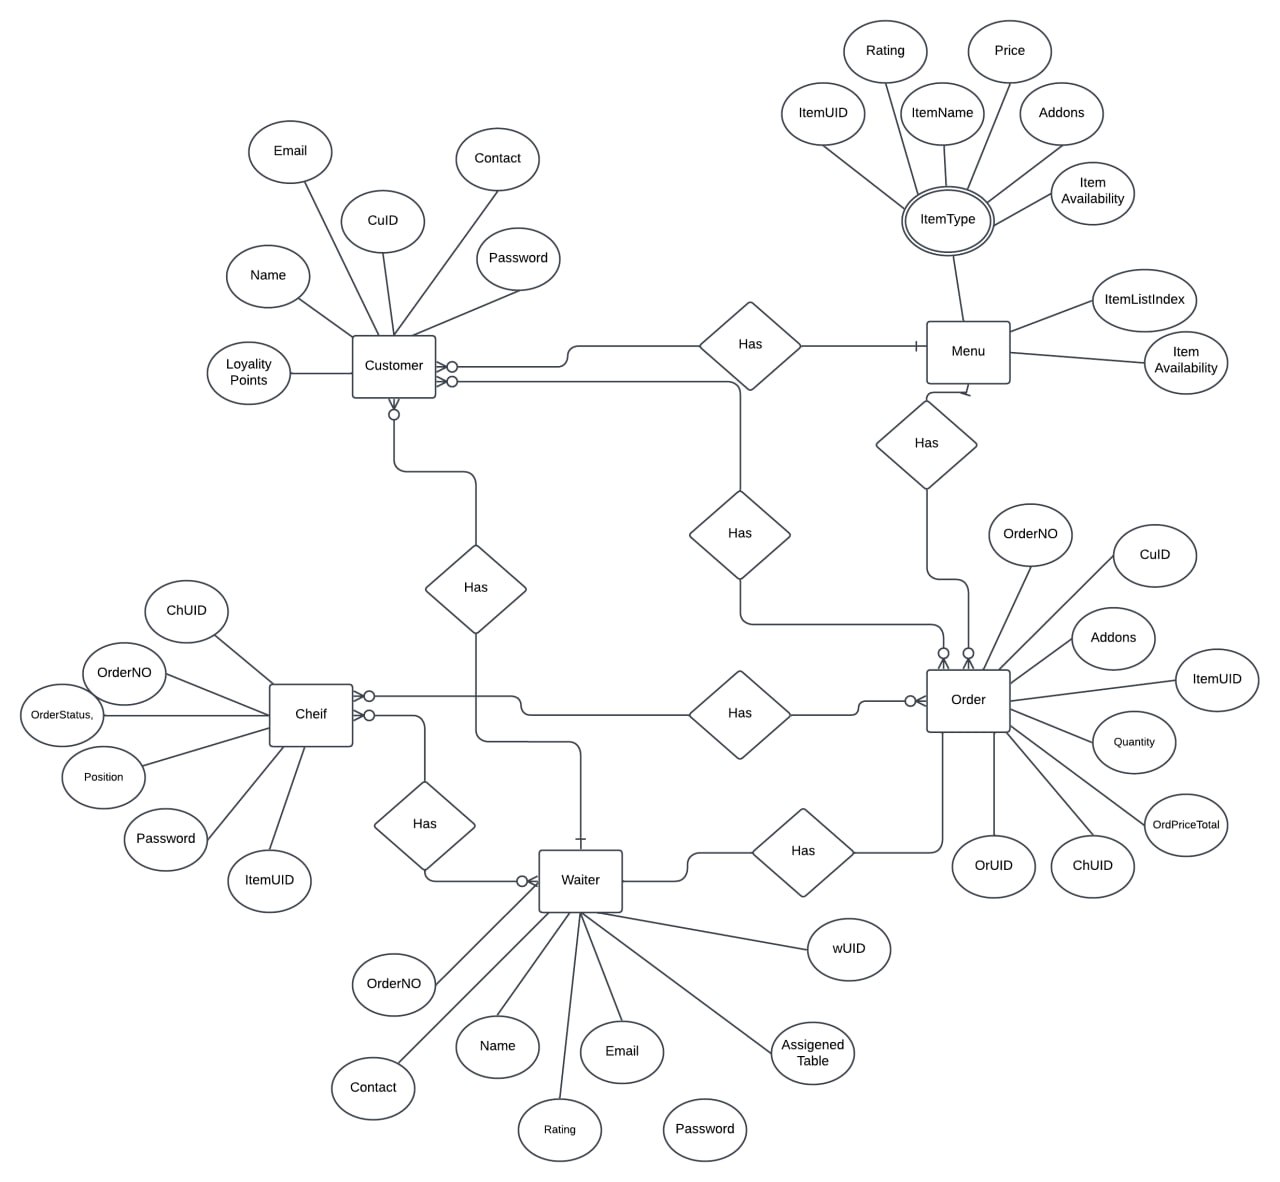 Rating
Price
ItemUID
ItemName
Addons
Email
Contact
Item
Availability
CuID
ItemType
Password
Name
ItemListIndex
Has
Menu
Customer
Loyality
Points
Item
Availability
Has
Has
OrderNO
CuID
Has
ChUID
Addons
OrderNO
ItemUID
OrderStatus,
Cheif
Has
Order
Quantity
Position
Has
OrdPriceTotal
Password
Has
ItemUID
Waiter
OrUID
ChUID
wUID
OrderNO
Name
Email
Assigened
Table
Contact
Rating
Password